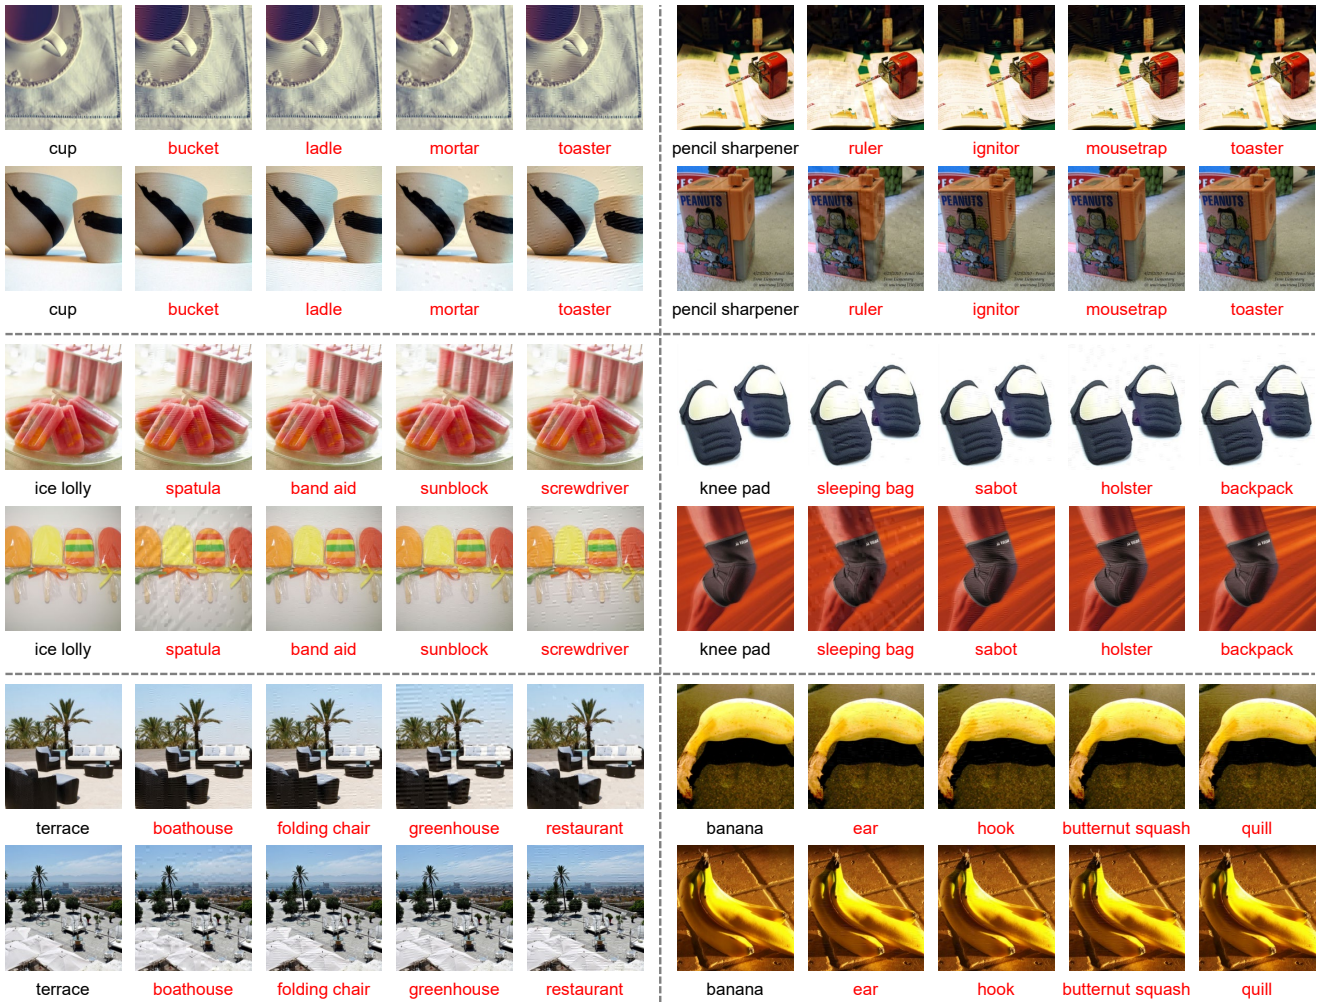 cup bucket ladle mortar toaster
pencil sharpener ruler ignitor mousetrap toaster
PES
PEANUTS
PEANUTS
PEANUTS
PEANUTS
PEANUTS
cup bucket ladle mortar toaster
pencil sharpener ruler ignitor mousetrap toaster
ice lolly spatula band aid sunblock screwdriver
knee pad sleeping bag sabot holster backpack
ice lolly spatula band aid sunblock screwdriver
knee pad sleeping bag sabot holster backpack
terrace boathouse folding chair greenhouse restaurant
banana ear hook butternut squash quill
terrace boathouse folding chair greenhouse restaurant
banana ear hook butternut squash quill